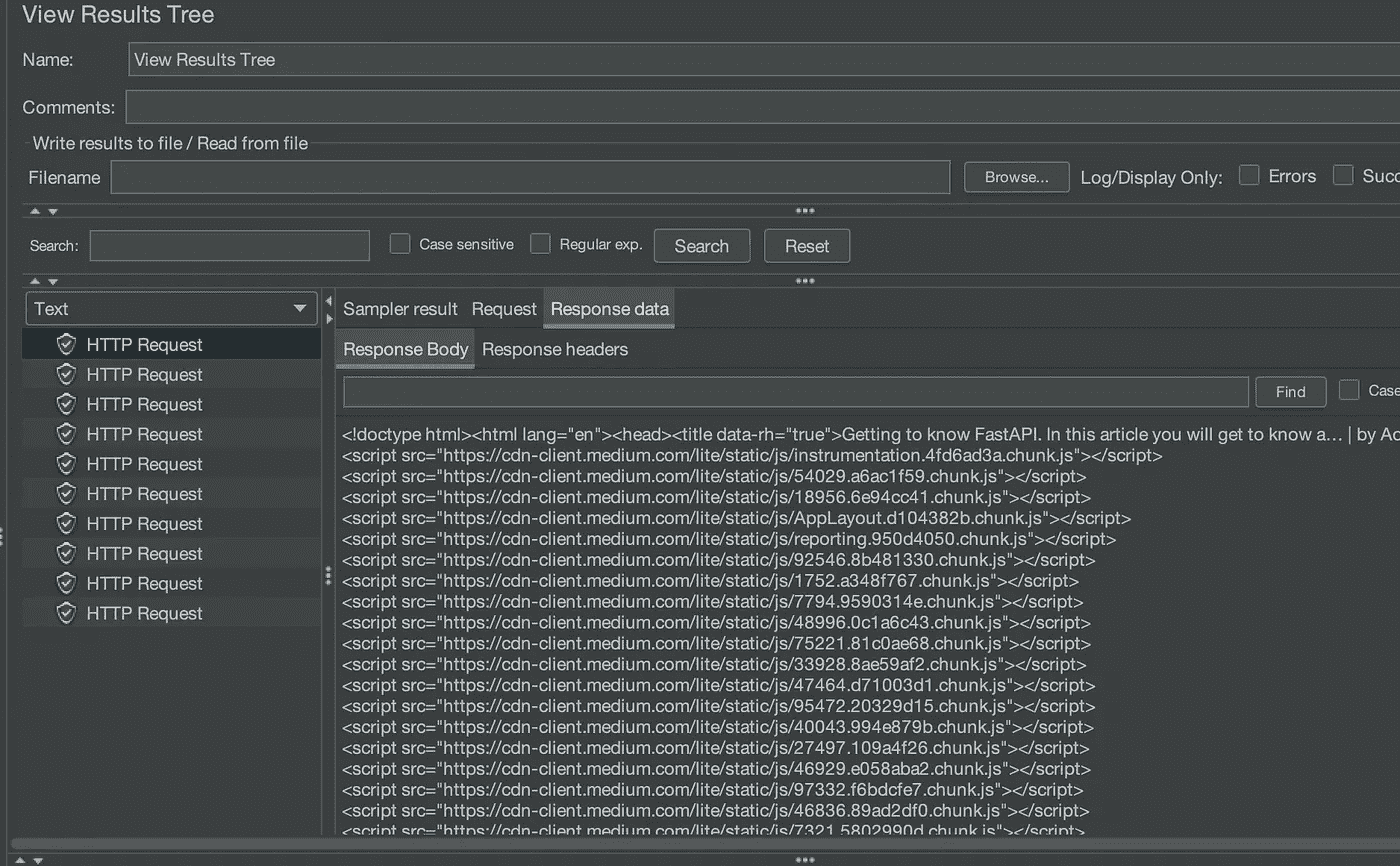 View Results Tree
Name: View Results Tree
Comments:
Write results to file / Read from file
Filename Browse... Log/Display Only: Errors Succ
Search: Case sensitive Regular exp. Search Reset
Text
HTTP Request
HTTP Request
HTTP Request
HTTP Request
HTTP Request
HTTP Request
HTTP Request
HTTP Request
HTTP Request
HTTP Request
Sampler result Request Response data
Response Body Response headers
Find Case
<!doctype html><html lang="en"><head><title data-rh="true">Getting to know FastAPI. In this article you will get to know a… | by Ac
<script src="https://cdn-client.medium.com/lite/static/js/instrumentation.4fd6ad3a.chunk.js"></script>
<script src="https://cdn-client.medium.com/lite/static/js/54029.a6ac1f59.chunk.js"></script>
<script src="https://cdn-client.medium.com/lite/static/js/18956.6e94cc41.chunk.js"></script>
<script src="https://cdn-client.medium.com/lite/static/js/AppLayout.d104382b.chunk.js"></script>
<script src="https://cdn-client.medium.com/lite/static/js/reporting.950d4050.chunk.js"></script>
<script src="https://cdn-client.medium.com/lite/static/js/92546.8b481330.chunk.js"></script>
<script src="https://cdn-client.medium.com/lite/static/js/1752.a348f767.chunk.js"></script>
<script src="https://cdn-client.medium.com/lite/static/js/7794.9590314e.chunk.js"></script>
<script src="https://cdn-client.medium.com/lite/static/js/48996.0c1a6c43.chunk.js"></script>
<script src="https://cdn-client.medium.com/lite/static/js/75221.81c0ae68.chunk.js"></script>
<script src="https://cdn-client.medium.com/lite/static/js/33928.8ae59af2.chunk.js"></script>
<script src="https://cdn-client.medium.com/lite/static/js/47464.d71003d1.chunk.js"></script>
<script src="https://cdn-client.medium.com/lite/static/js/95472.20329d15.chunk.js"></script>
<script src="https://cdn-client.medium.com/lite/static/js/40043.994e879b.chunk.js"></script>
<script src="https://cdn-client.medium.com/lite/static/js/27497.109a4f26.chunk.js"></script>
<script src="https://cdn-client.medium.com/lite/static/js/46929.e058aba2.chunk.js"></script>
<script src="https://cdn-client.medium.com/lite/static/js/97332.f6bdcfe7.chunk.js"></script>
<script src="https://cdn-client.medium.com/lite/static/js/46836.89ad2df0.chunk.js"></script>
<script src="https://cdn-client.medium.com/lite/static/js/7321.5802990d.chunk.js"></script>